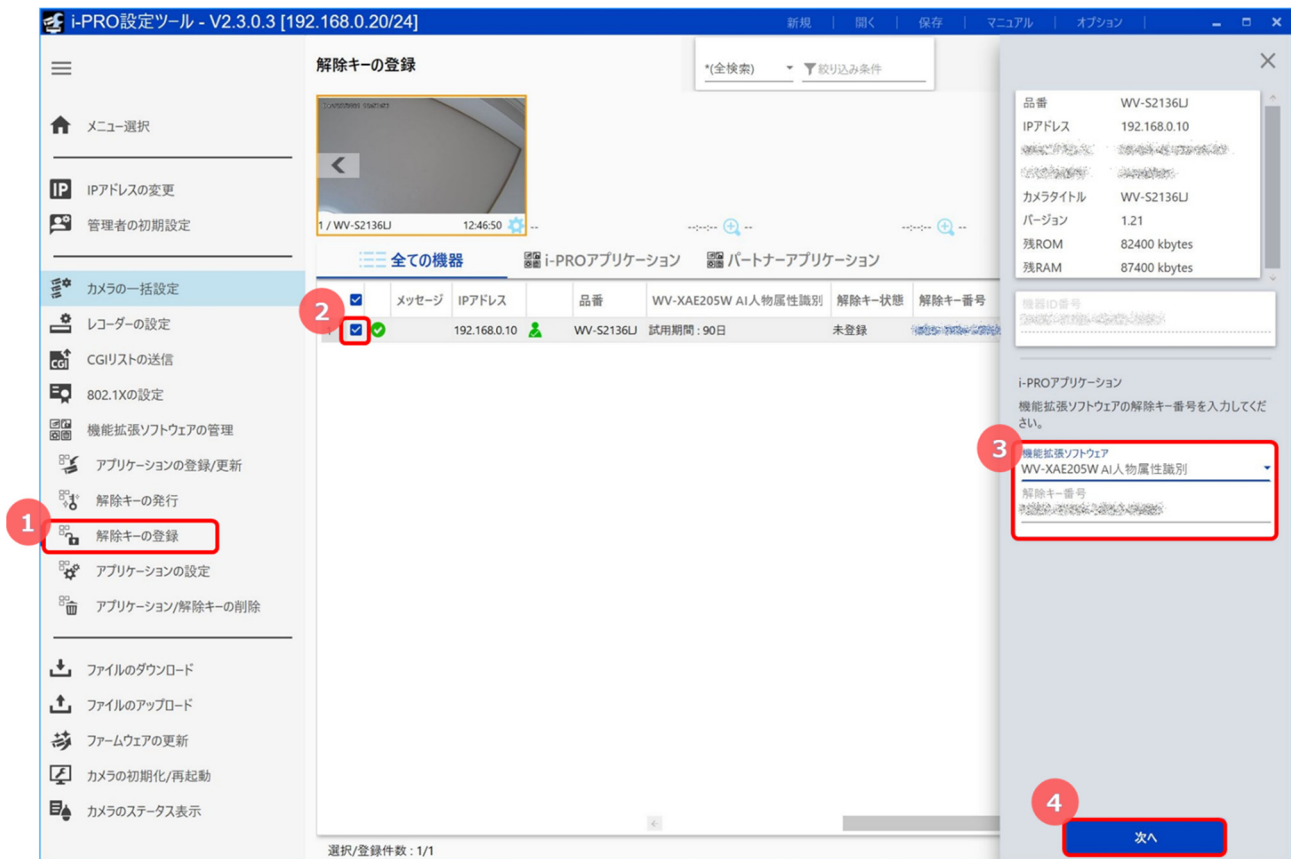 i-PRO設定ツール - V2.3.0.3 [192.168.0.20/24]
新規 | 開く | 保存 | マニュアル | オプション |
メニュー選択
IP IPアドレスの変更
管理者の初期設定
カメラの一括設定
レコーダーの設定
CGI CGIリストの送信
802.1Xの設定
機能拡張ソフトウェアの管理
アプリケーションの登録/更新
解除キーの発行
1 解除キーの登録
アプリケーションの設定
アプリケーション/解除キーの削除
ファイルのダウンロード
ファイルのアップロード
ファームウェアの更新
カメラの初期化/再起動
カメラのステータス表示
解除キーの登録
*(全検索) 絞り込み条件
1 / WV-S2136LJ 12:46:50 --
--:--:-- --
--:--:-- --
全ての機器 i-PROアプリケーション パートナーアプリケーション
メッセージ IPアドレス 品番 WV-XAE205W AI人物属性識別 解除キー状態 解除キー番号
2
192.168.0.10 WV-S2136LJ 試用期間 : 90日 未登録
選択/登録件数 : 1/1
品番 WV-S2136LJ
IPアドレス 192.168.0.10
カメラタイトル WV-S2136LJ
バージョン 1.21
残ROM 82400 kbytes
残RAM 87400 kbytes
機器ID番号
i-PROアプリケーション
機能拡張ソフトウェアの解除キー番号を入力してくだ
さい。
3 機能拡張ソフトウェア
WV-XAE205W AI人物属性識別
解除キー番号
4
次へ